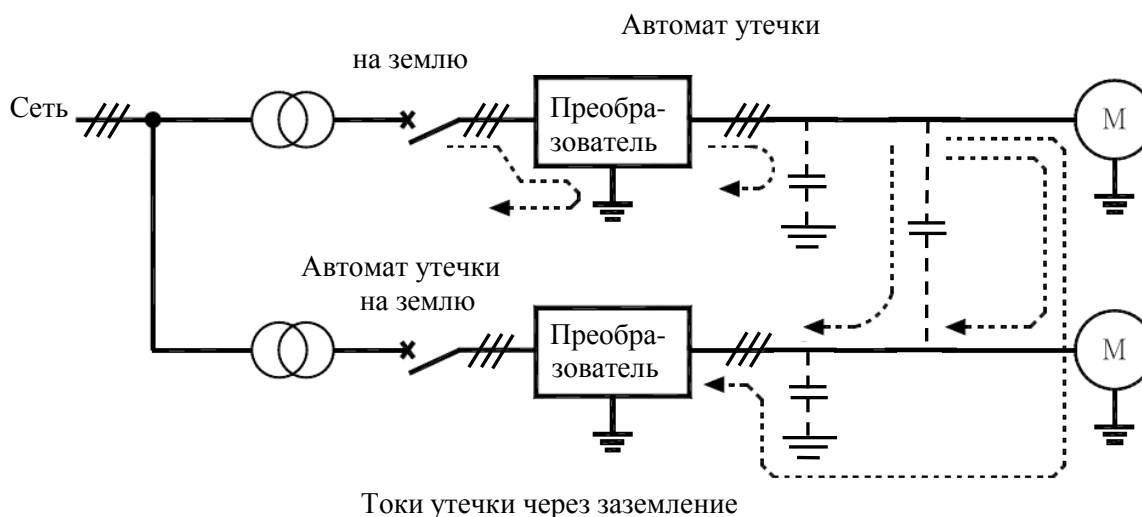 Автомат утечки
на землю
Сеть
Преобра-
зователь
М
Автомат утечки
на землю
Преобра-
зователь
М
Токи утечки через заземление